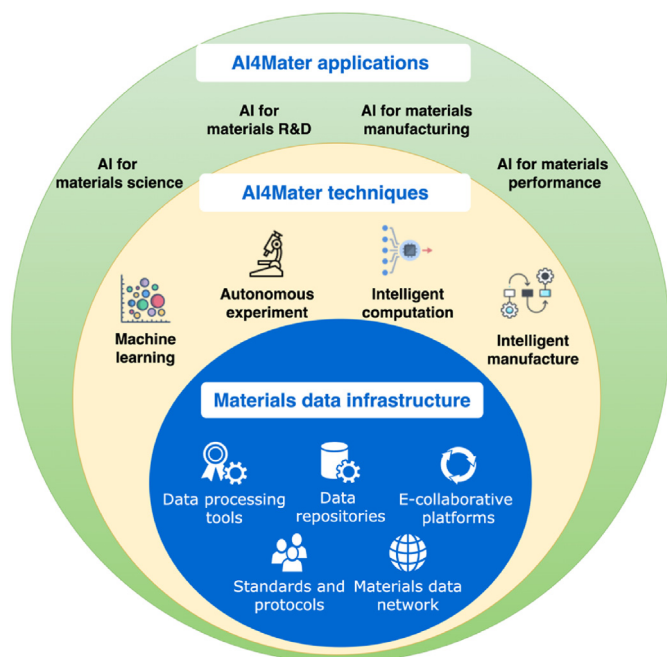 AI4Mater applications
AI for
materials R&D
AI for materials
manufacturing
AI for
materials science
AI for materials
performance
AI4Mater techniques
Machine
learning
Autonomous
experiment
Intelligent
computation
Intelligent
manufacture
Materials data infrastructure
Data processing
tools
Data
repositories
E-collaborative
platforms
Standards and
protocols
Materials data
network